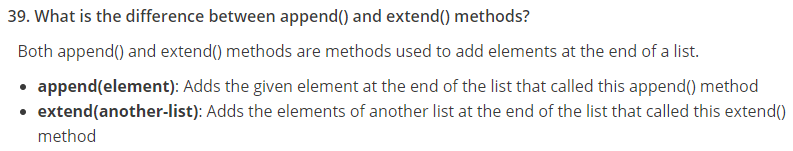 39. What is the difference between append() and extend() methods?
Both append() and extend() methods are methods used to add elements at the end of a list.
• append(element): Adds the given element at the end of the list that called this append() method
• extend(another-list): Adds the elements of another list at the end of the list that called this extend()
method